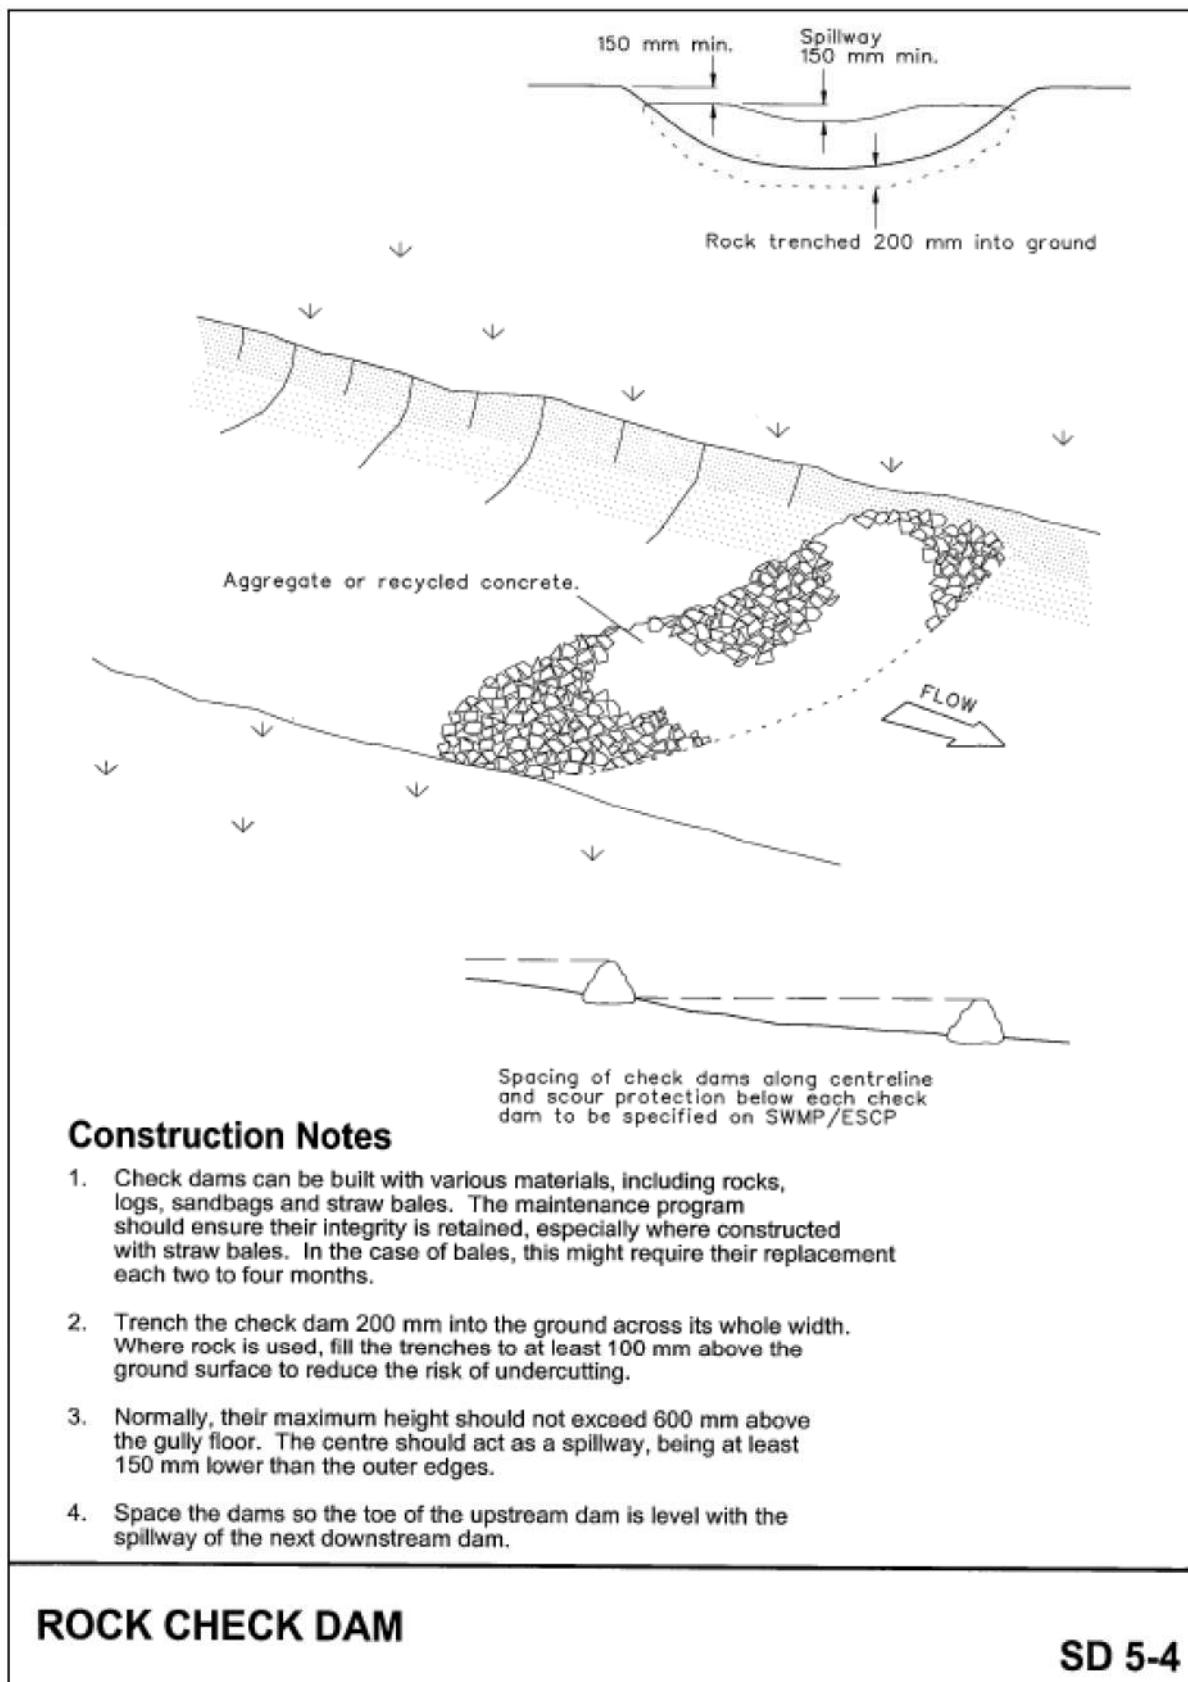 150 mm min.
Spillway
150 mm min.
Rock trenched 200 mm into ground
Aggregate or recycled concrete.
FLOW
Spacing of check dams along centreline
and scour protection below each check
dam to be specified on SWMP/ESCP
Construction Notes
1. Check dams can be built with various materials, including rocks,
logs, sandbags and straw bales. The maintenance program
should ensure their integrity is retained, especially where constructed
with straw bales. In the case of bales, this might require their replacement
each two to four months.
2. Trench the check dam 200 mm into the ground across its whole width.
Where rock is used, fill the trenches to at least 100 mm above the
ground surface to reduce the risk of undercutting.
3. Normally, their maximum height should not exceed 600 mm above
the gully floor. The centre should act as a spillway, being at least
150 mm lower than the outer edges.
4. Space the dams so the toe of the upstream dam is level with the
spillway of the next downstream dam.
ROCK CHECK DAM
SD 5-4